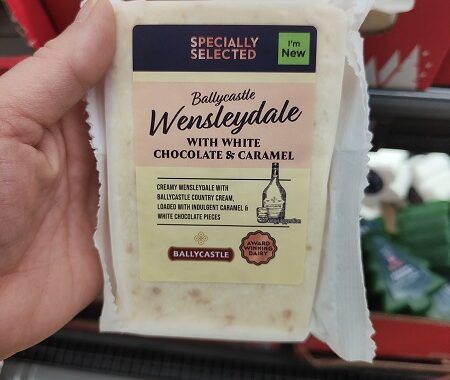 SPECIALLY
SELECTED
I'm
New
Ballycastle
Wensleydale
WITH WHITE
CHOCOLATE & CARAMEL
CREAMY WENSLEYDALE WITH
BALLYCASTLE COUNTRY CREAM,
LOADED WITH INDULGENT CARAMEL &
WHITE CHOCOLATE PIECES
BALLYCASTLE
AWARD
WINNING
DAIRY